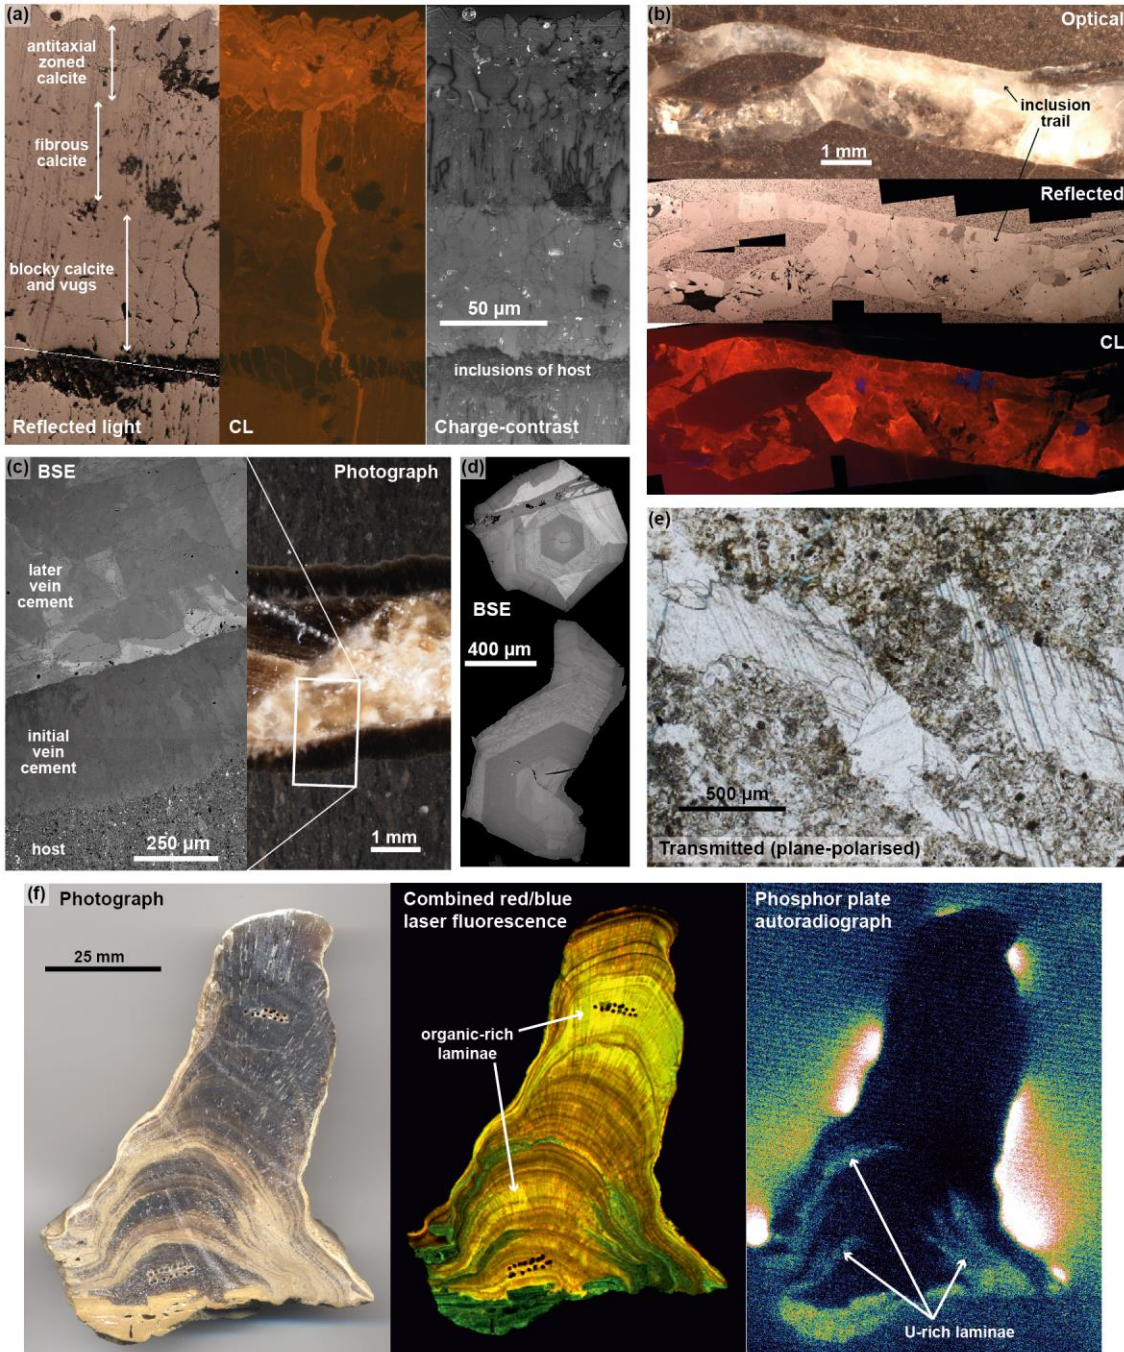 (a)
antitaxial
zoned
calcite
fibrous
calcite
blocky calcite
and vugs
Reflected light
CL
50 µm
inclusions of host
Charge-contrast
(b)
Optical
inclusion
trail
1 mm
Reflected
CL
(c)
BSE
later
vein
cement
initial
vein
cement
host
250 µm
Photograph
1 mm
(d)
BSE
400 µm
(e)
500 µm
Transmitted (plane-polarised)
(f)
Photograph
25 mm
Combined red/blue
laser fluorescence
organic-rich
laminae
Phosphor plate
autoradiograph
U-rich laminae